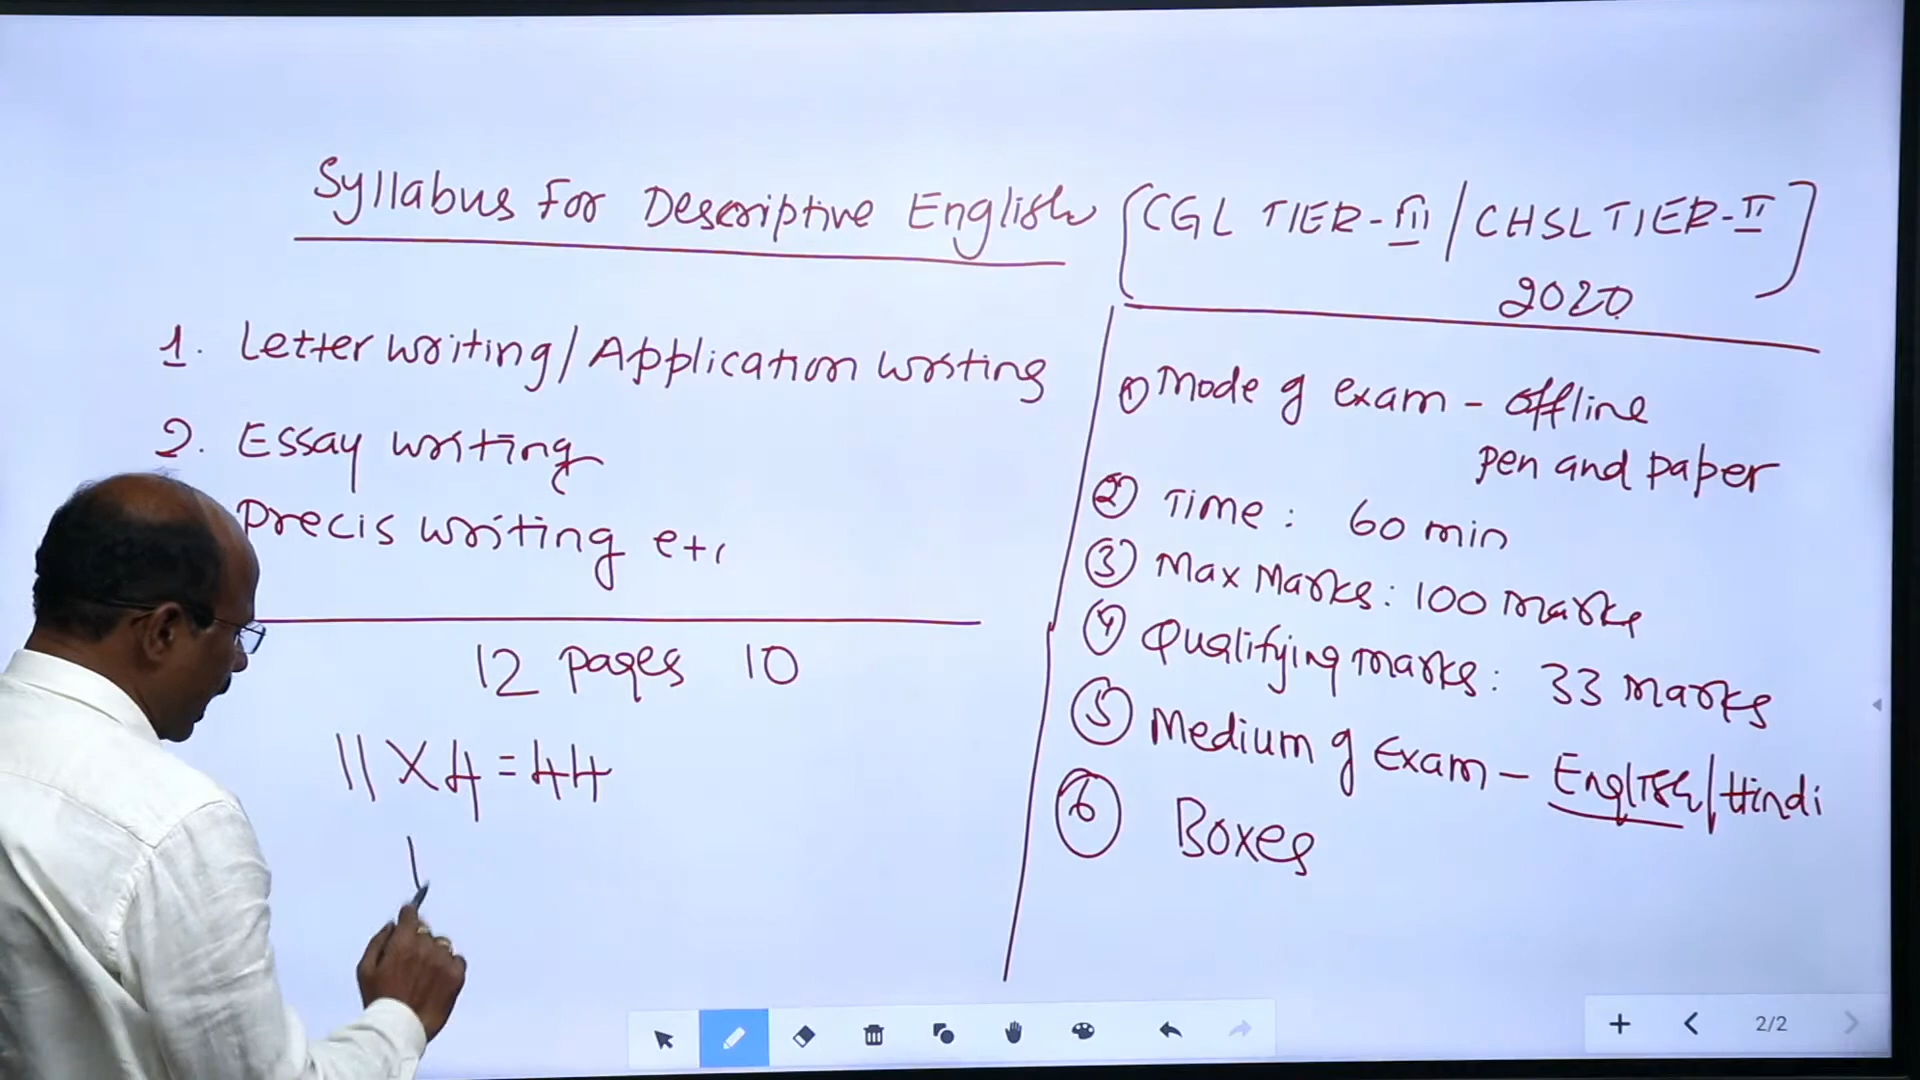 Syllabus For Descriptive English [CGL TIER-III / CHSL TIER-II]
2020
1. Letter writing / Application writing
2. Essay writing
Precis writing etc
12 pages 10
11 X 4 = 44
① Mode of exam - offline
pen and paper
② Time : 60 min
③ Max Marks : 100 marks
④ Qualifying marks : 33 marks
⑤ Medium of Exam - English / Hindi
⑥ Boxes
2/2